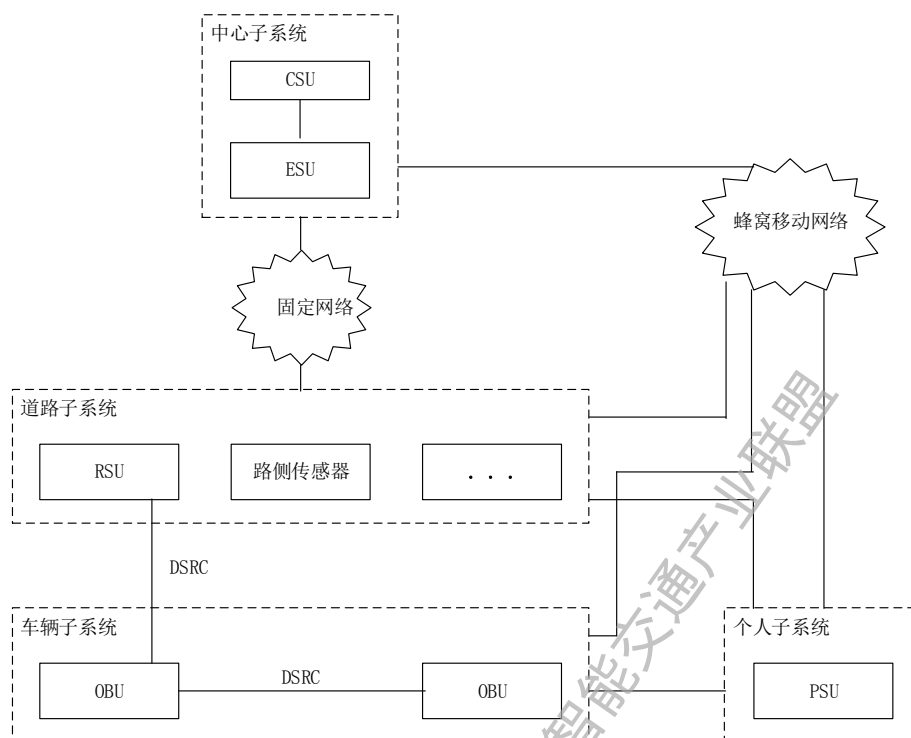 中心子系统
CSU
ESU
蜂窝移动网络
固定网络
道路子系统
RSU
路侧传感器
. . .
DSRC
车辆子系统
个人子系统
OBU
DSRC
OBU
PSU
智能交通产业联盟